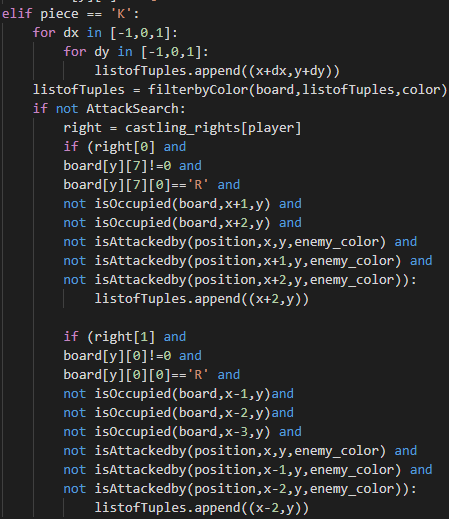 elif piece == 'K':
for dx in [-1,0,1]:
for dy in [-1,0,1]:
listofTuples.append((x+dx,y+dy))
listofTuples = filterbyColor(board,listofTuples,color)
if not AttackSearch:
right = castling_rights[player]
if (right[0] and
board[y][7]!=0 and
board[y][7][0]=='R' and
not isOccupied(board,x+1,y) and
not isOccupied(board,x+2,y) and
not isAttackedby(position,x,y,enemy_color) and
not isAttackedby(position,x+1,y,enemy_color) and
not isAttackedby(position,x+2,y,enemy_color)):
listofTuples.append((x+2,y))
if (right[1] and
board[y][0]!=0 and
board[y][0][0]=='R' and
not isOccupied(board,x-1,y)and
not isOccupied(board,x-2,y)and
not isOccupied(board,x-3,y) and
not isAttackedby(position,x,y,enemy_color) and
not isAttackedby(position,x-1,y,enemy_color) and
not isAttackedby(position,x-2,y,enemy_color)):
listofTuples.append((x-2,y))